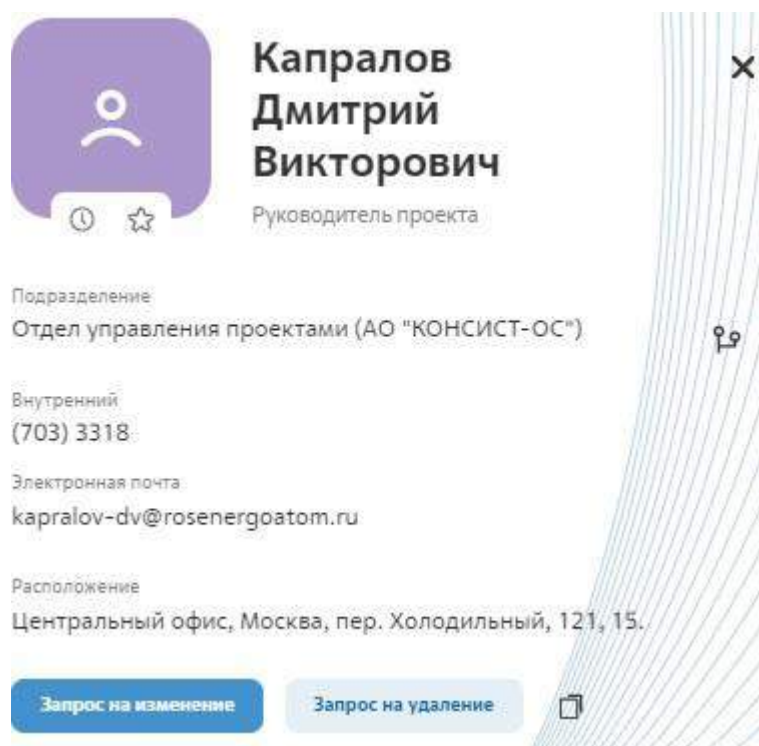 Капралов
Дмитрий
Викторович
Руководитель проекта
Подразделение
Отдел управления проектами (АО "КОНСИСТ-ОС")
Внутренний
(703) 3318
Электронная почта
kapralov-dv@rosenergoatom.ru
Расположение
Центральный офис, Москва, пер. Холодильный, 121, 15.
Запрос на изменение
Запрос на удаление